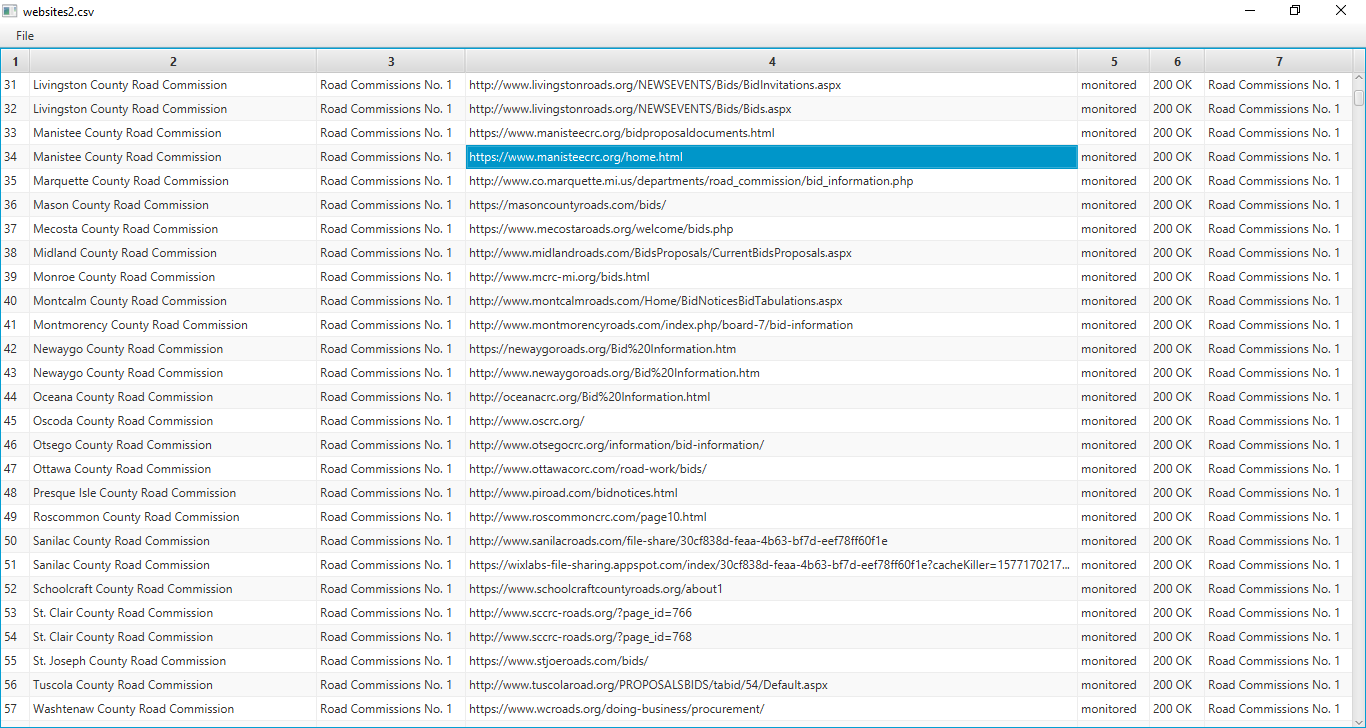 websites2.csv
File
1 2 3 4 5 6 7
31 Livingston County Road Commission Road Commissions No. 1 http://www.livingstonroads.org/NEWSEVENTS/Bids/BidInvitations.aspx monitored 200 OK Road Commissions No. 1
32 Livingston County Road Commission Road Commissions No. 1 http://www.livingstonroads.org/NEWSEVENTS/Bids/Bids.aspx monitored 200 OK Road Commissions No. 1
33 Manistee County Road Commission Road Commissions No. 1 https://www.manisteecrc.org/bidproposaldocuments.html monitored 200 OK Road Commissions No. 1
34 Manistee County Road Commission Road Commissions No. 1 https://www.manisteecrc.org/home.html monitored 200 OK Road Commissions No. 1
35 Marquette County Road Commission Road Commissions No. 1 http://www.co.marquette.mi.us/departments/road_commission/bid_information.php monitored 200 OK Road Commissions No. 1
36 Mason County Road Commission Road Commissions No. 1 https://masoncountyroads.com/bids/ monitored 200 OK Road Commissions No. 1
37 Mecosta County Road Commission Road Commissions No. 1 http://www.mecostaroads.org/welcome/bids.php monitored 200 OK Road Commissions No. 1
38 Midland County Road Commission Road Commissions No. 1 http://www.midlandroads.com/BidsProposals/CurrentBidsProposals.aspx monitored 200 OK Road Commissions No. 1
39 Monroe County Road Commission Road Commissions No. 1 http://www.mcrc-mi.org/bids.html monitored 200 OK Road Commissions No. 1
40 Montcalm County Road Commission Road Commissions No. 1 http://www.montcalmroads.com/Home/BidNoticesBidTabulations.aspx monitored 200 OK Road Commissions No. 1
41 Montmorency County Road Commission Road Commissions No. 1 http://www.montmorencyroads.com/index.php/board-7/bid-information monitored 200 OK Road Commissions No. 1
42 Newaygo County Road Commission Road Commissions No. 1 https://newaygoroads.org/Bid%20Information.htm monitored 200 OK Road Commissions No. 1
43 Newaygo County Road Commission Road Commissions No. 1 http://www.newaygoroads.org/Bid%20Information.htm monitored 200 OK Road Commissions No. 1
44 Oceana County Road Commission Road Commissions No. 1 http://oceanacrc.org/Bid%20Information.html monitored 200 OK Road Commissions No. 1
45 Oscoda County Road Commission Road Commissions No. 1 http://www.oscrc.org/ monitored 200 OK Road Commissions No. 1
46 Otsego County Road Commission Road Commissions No. 1 http://www.otsegocrc.org/information/bid-information/ monitored 200 OK Road Commissions No. 1
47 Ottawa County Road Commission Road Commissions No. 1 http://www.ottawacorc.com/road-work/bids/ monitored 200 OK Road Commissions No. 1
48 Presque Isle County Road Commission Road Commissions No. 1 http://www.piroad.com/bidnotices.html monitored 200 OK Road Commissions No. 1
49 Roscommon County Road Commission Road Commissions No. 1 http://www.roscommoncrc.com/page10.html monitored 200 OK Road Commissions No. 1
50 Sanilac County Road Commission Road Commissions No. 1 http://www.sanilacroads.com/file-share/30cf838d-feaa-4b63-bf7d-eef78ff60f1e monitored 200 OK Road Commissions No. 1
51 Sanilac County Road Commission Road Commissions No. 1 https://wixlabs-file-sharing.appspot.com/index/30cf838d-feaa-4b63-bf7d-eef78ff60f1e?cacheKiller=1577170217... monitored 200 OK Road Commissions No. 1
52 Schoolcraft County Road Commission Road Commissions No. 1 https://www.schoolcraftcountyroads.org/about1 monitored 200 OK Road Commissions No. 1
53 St. Clair County Road Commission Road Commissions No. 1 http://www.sccrc-roads.org/?page_id=766 monitored 200 OK Road Commissions No. 1
54 St. Clair County Road Commission Road Commissions No. 1 http://www.sccrc-roads.org/?page_id=768 monitored 200 OK Road Commissions No. 1
55 St. Joseph County Road Commission Road Commissions No. 1 https://www.stjoeroads.com/bids/ monitored 200 OK Road Commissions No. 1
56 Tuscola County Road Commission Road Commissions No. 1 http://www.tuscolaroad.org/PROPOSALSBIDS/tabid/54/Default.aspx monitored 200 OK Road Commissions No. 1
57 Washtenaw County Road Commission Road Commissions No. 1 https://www.wcroads.org/doing-business/procurement/ monitored 200 OK Road Commissions No. 1